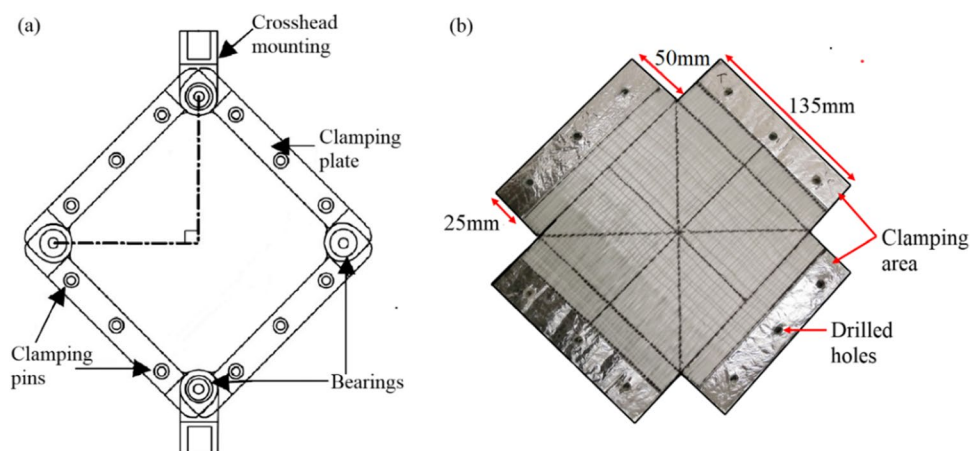 (a)
Crosshead
mounting
Clamping
plate
Clamping
pins
Bearings
(b)
50mm
135mm
25mm
Clamping
area
Drilled
holes
T